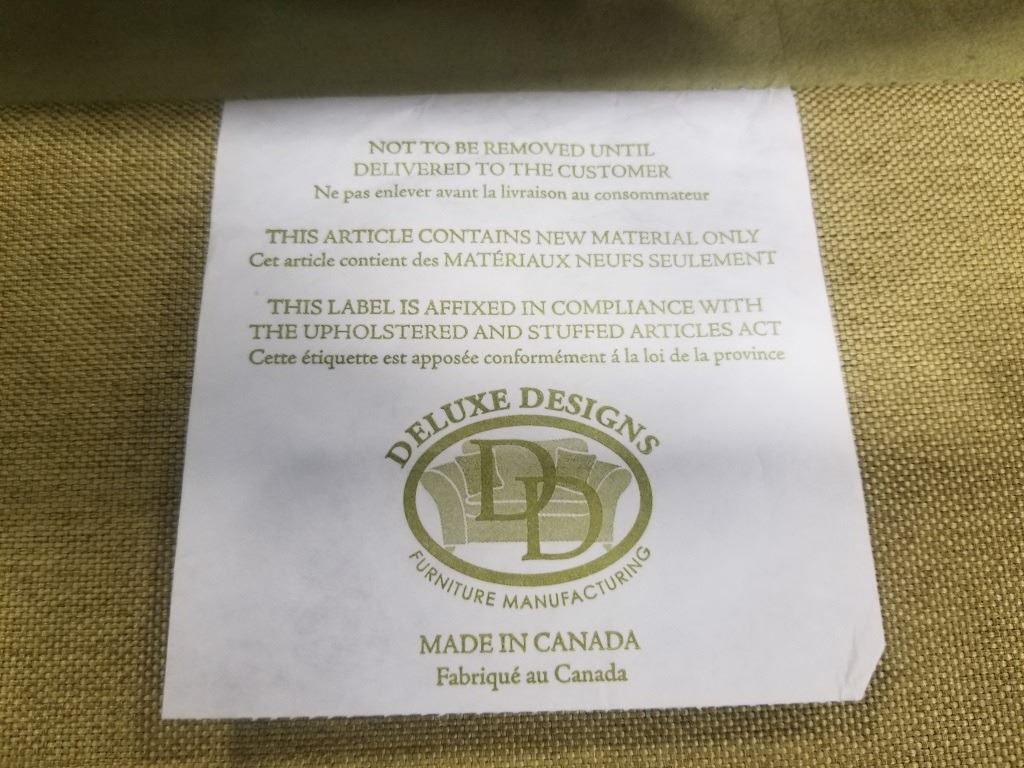 NOT TO BE REMOVED UNTIL
DELIVERED TO THE CUSTOMER
Ne pas enlever avant la livraison au consommateur
THIS ARTICLE CONTAINS NEW MATERIAL ONLY
Cet article contient des MATÉRIAUX NEUFS SEULEMENT
THIS LABEL IS AFFIXED IN COMPLIANCE WITH
THE UPHOLSTERED AND STUFFED ARTICLES ACT
Cette étiquette est apposée conformément á la loi de la province
DELUXE DESIGNS
DD
FURNITURE MANUFACTURING
MADE IN CANADA
Fabriqué au Canada